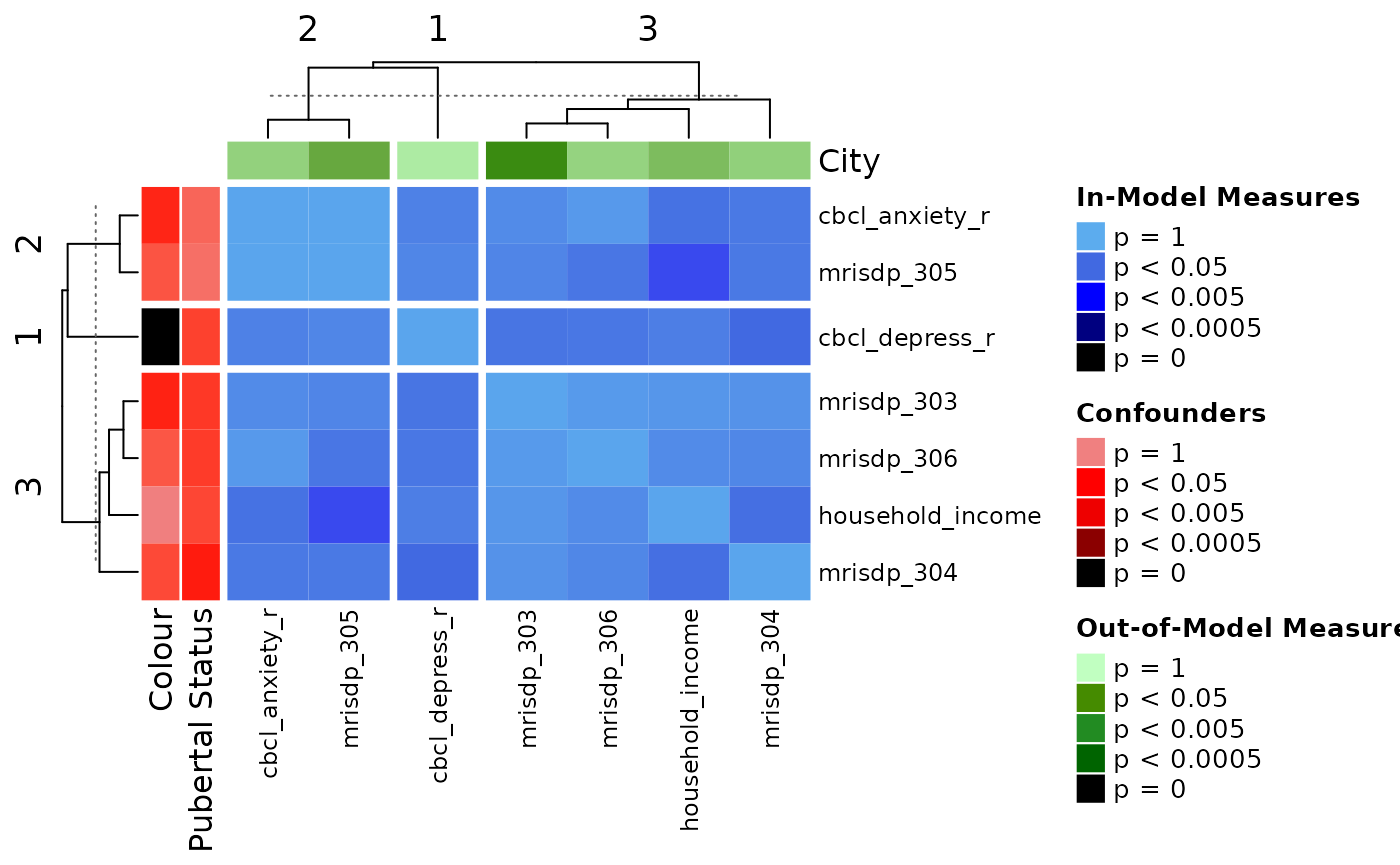 2 1 3
City
2
1
3
cbcl_anxiety_r
mrisdp_305
cbcl_depress_r
mrisdp_303
mrisdp_306
household_income
mrisdp_304
Colour
Pubertal Status
cbcl_anxiety_r
mrisdp_305
cbcl_depress_r
mrisdp_303
mrisdp_306
household_income
mrisdp_304
In-Model Measures
p = 1
p < 0.05
p < 0.005
p < 0.0005
p = 0
Confounders
p = 1
p < 0.05
p < 0.005
p < 0.0005
p = 0
Out-of-Model Measure
p = 1
p < 0.05
p < 0.005
p < 0.0005
p = 0